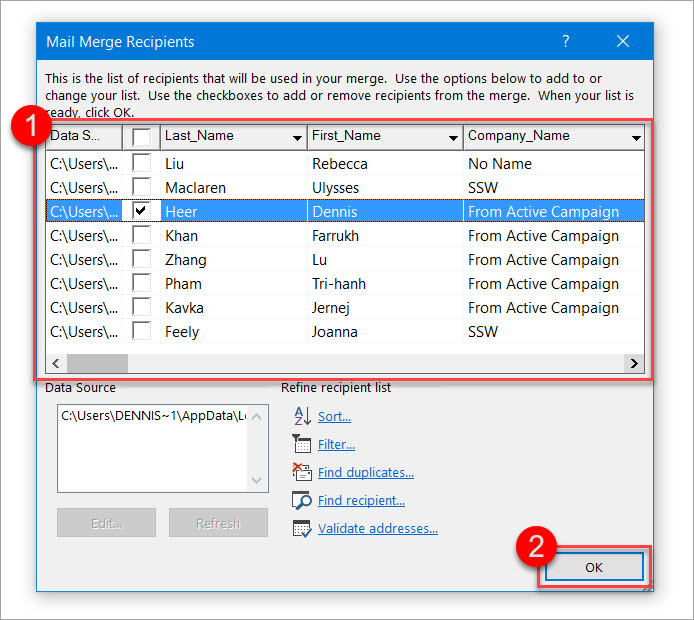 Mail Merge Recipients ?
This is the list of recipients that will be used in your merge. Use the options below to add to or
change your list. Use the checkboxes to add or remove recipients from the merge. When your list is
ready, click OK.
1
Data S... Last_Name First_Name Company_Name
C:\Users\... Liu Rebecca No Name
C:\Users\... Maclaren Ulysses SSW
C:\Users\... Heer Dennis From Active Campaign
C:\Users\... Khan Farrukh From Active Campaign
C:\Users\... Zhang Lu From Active Campaign
C:\Users\... Pham Tri-hanh From Active Campaign
C:\Users\... Kavka Jernej From Active Campaign
C:\Users\... Feely Joanna SSW
Data Source Refine recipient list
C:\Users\DENNIS~1\AppData\Lo
Sort...
Filter...
Find duplicates...
Find recipient...
Edit... Refresh
Validate addresses...
2
OK